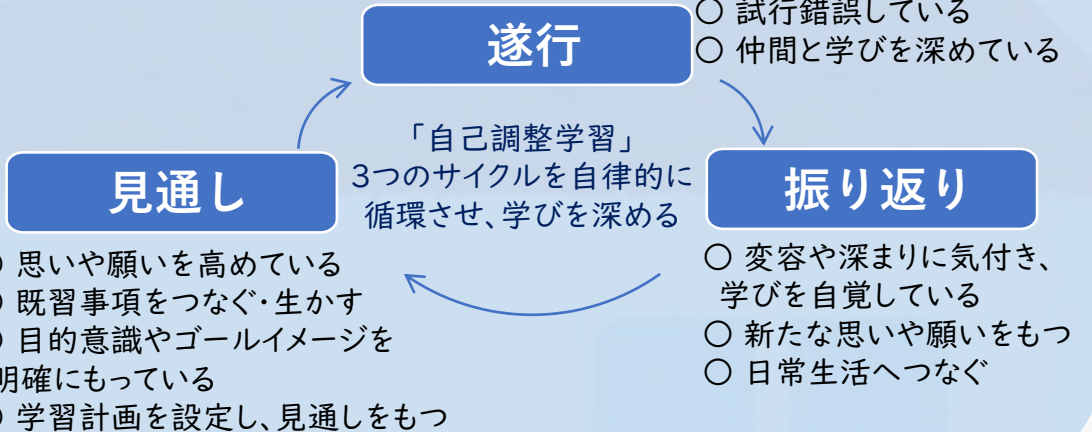 遂行
○ 試行錯誤している
○ 仲間と学びを深めている
「自己調整学習」
3つのサイクルを自律的に
循環させ、学びを深める
見通し
○ 思いや願いを高めている
○ 既習事項をつなぐ・生かす
○ 目的意識やゴールイメージを
明確にもっている
○ 学習計画を設定し、見通しをもつ
振り返り
○ 変容や深まりに気付き、
学びを自覚している
○ 新たな思いや願いをもつ
○ 日常生活へつなぐ